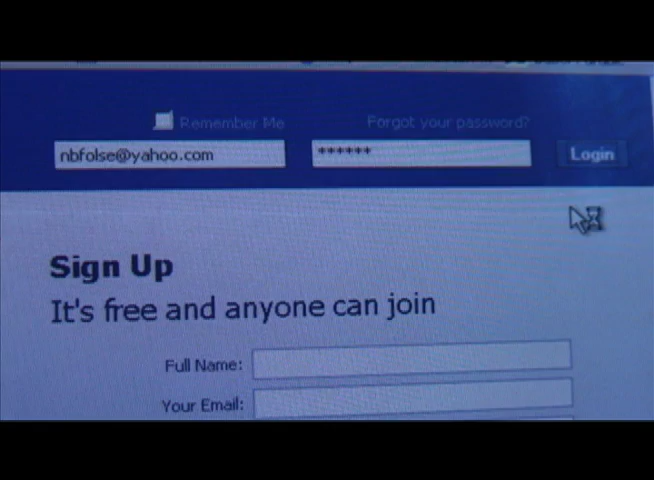 Remember Me
Forgot your password?
nbfolse@yahoo.com
******
Login
Sign Up
It's free and anyone can join
Full Name:
Your Email: